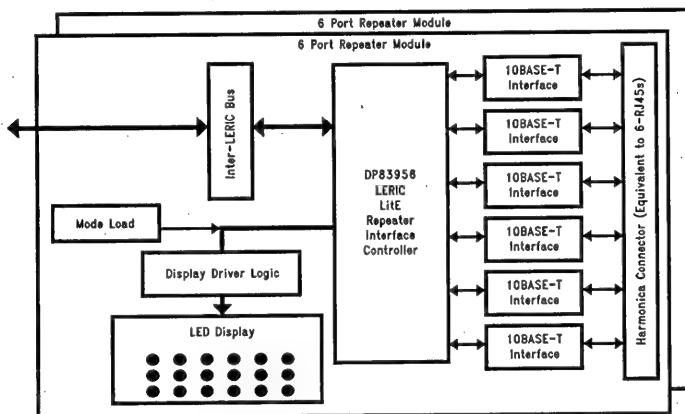 6 Port Repeater Module
6 Port Repeater Module
Inter-LERIC Bus
DP83956
LERIC
LitE
Repeater
Interface
Controller
10BASE-T
Interface
10BASE-T
Interface
10BASE-T
Interface
10BASE-T
Interface
10BASE-T
Interface
10BASE-T
Interface
Harmonica Connector (Equivalent to 6-RJ45s)
Mode Load
Display Driver Logic
LED Display